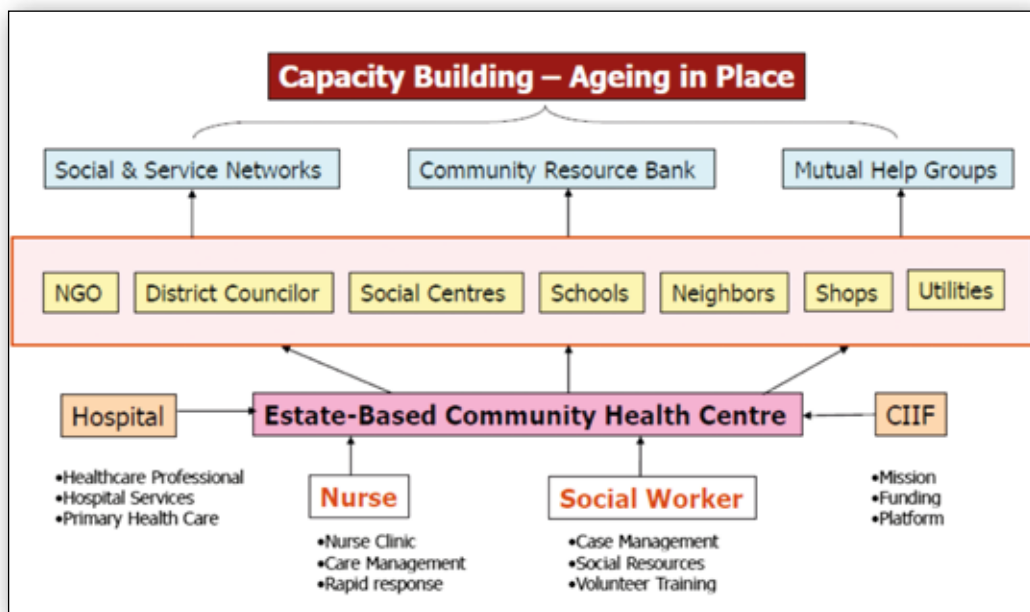 Capacity Building – Ageing in Place
Social & Service Networks
Community Resource Bank
Mutual Help Groups
NGO
District Councilor
Social Centres
Schools
Neighbors
Shops
Utilities
Hospital
Estate-Based Community Health Centre
CIIF
•Healthcare Professional
•Hospital Services
•Primary Health Care
Nurse
•Nurse Clinic
•Care Management
•Rapid response
Social Worker
•Case Management
•Social Resources
•Volunteer Training
•Mission
•Funding
•Platform